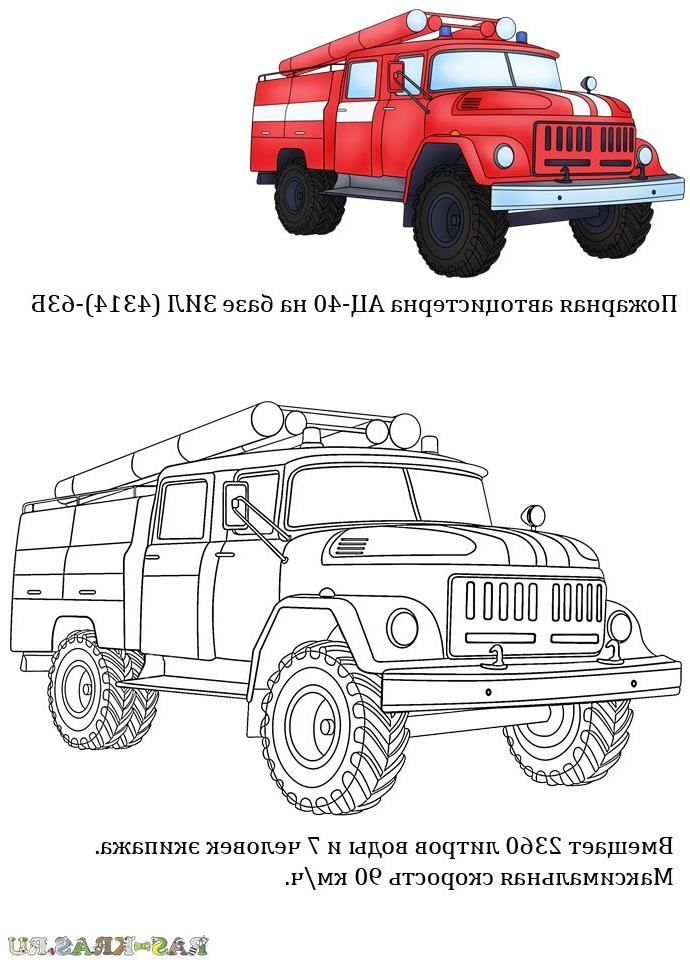 Пожарная автоцистерна АЦ-40 на базе ЗИЛ (4314)-63Б
Вмещает 2360 литров воды и 7 человек экипажа.
Максимальная скорость 90 км/ч.
RAS-KRAS.RU